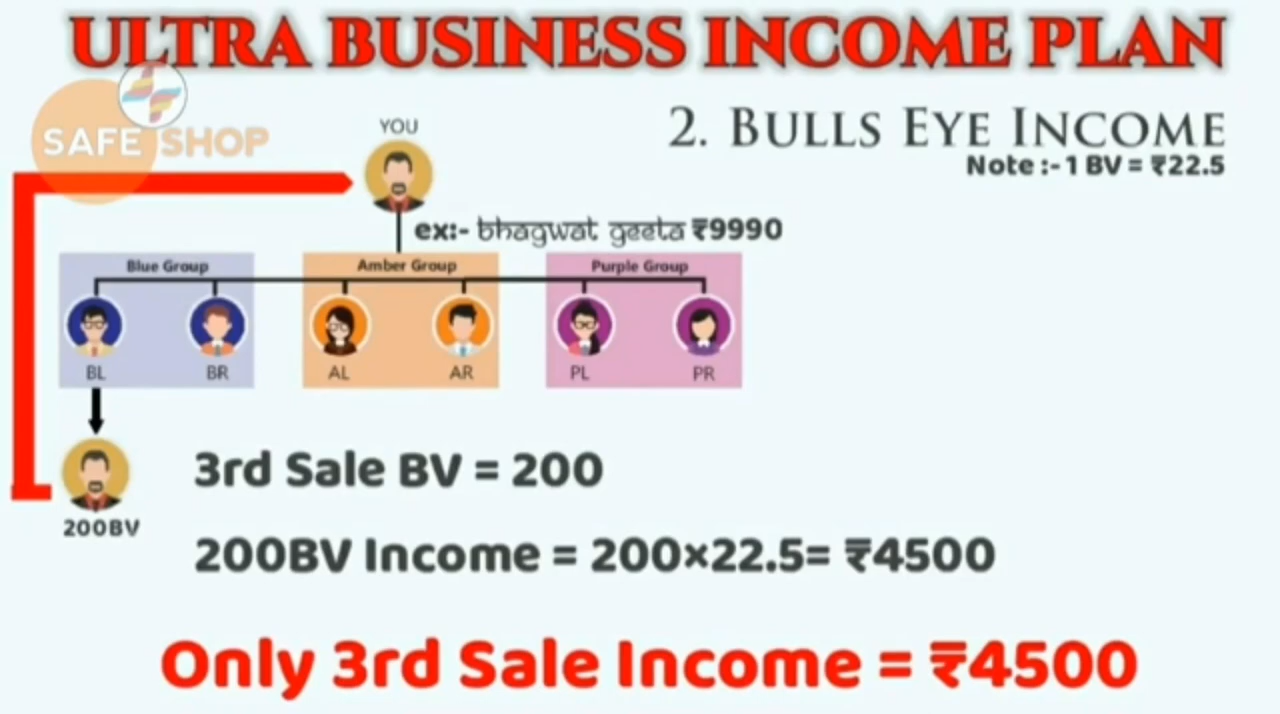 ULTRA BUSINESS INCOME PLAN
SAFE SHOP
2. BULLS EYE INCOME
Note :- 1 BV = ₹22.5
YOU
ex:- bhagwat geeta ₹9990
Blue Group
Amber Group
Purple Group
BL BR AL AR PL PR
3rd Sale BV = 200
200BV
200BV Income = 200×22.5= ₹4500
Only 3rd Sale Income = ₹4500